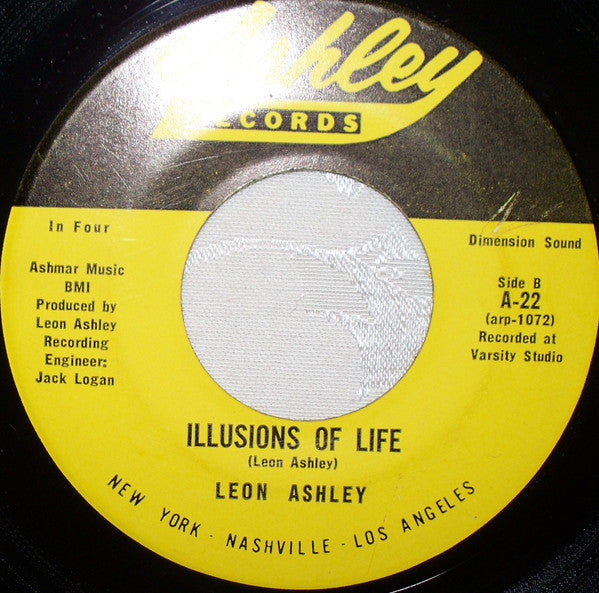 Ashley
RECORDS
In Four
Dimension Sound
Ashmar Music
BMI
Produced by
Leon Ashley
Recording
Engineer:
Jack Logan
Side B
A-22
(arp-1072)
Recorded at
Varsity Studio
ILLUSIONS OF LIFE
(Leon Ashley)
LEON ASHLEY
NEW YORK - NASHVILLE - LOS ANGELES